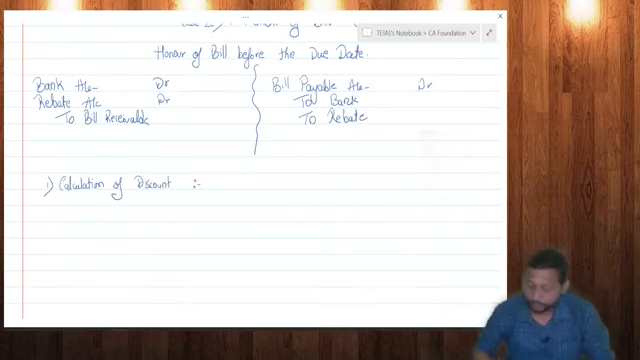 of
TEJAS's Notebook > CA Foundation
Honour of Bill before the Due Date.
Bank A/c Dr
Rebate A/c Dr
To Bill Receivable
Bill Payable A/c Dr
To Bank
To Rebate
1) Calculation of Discount :-